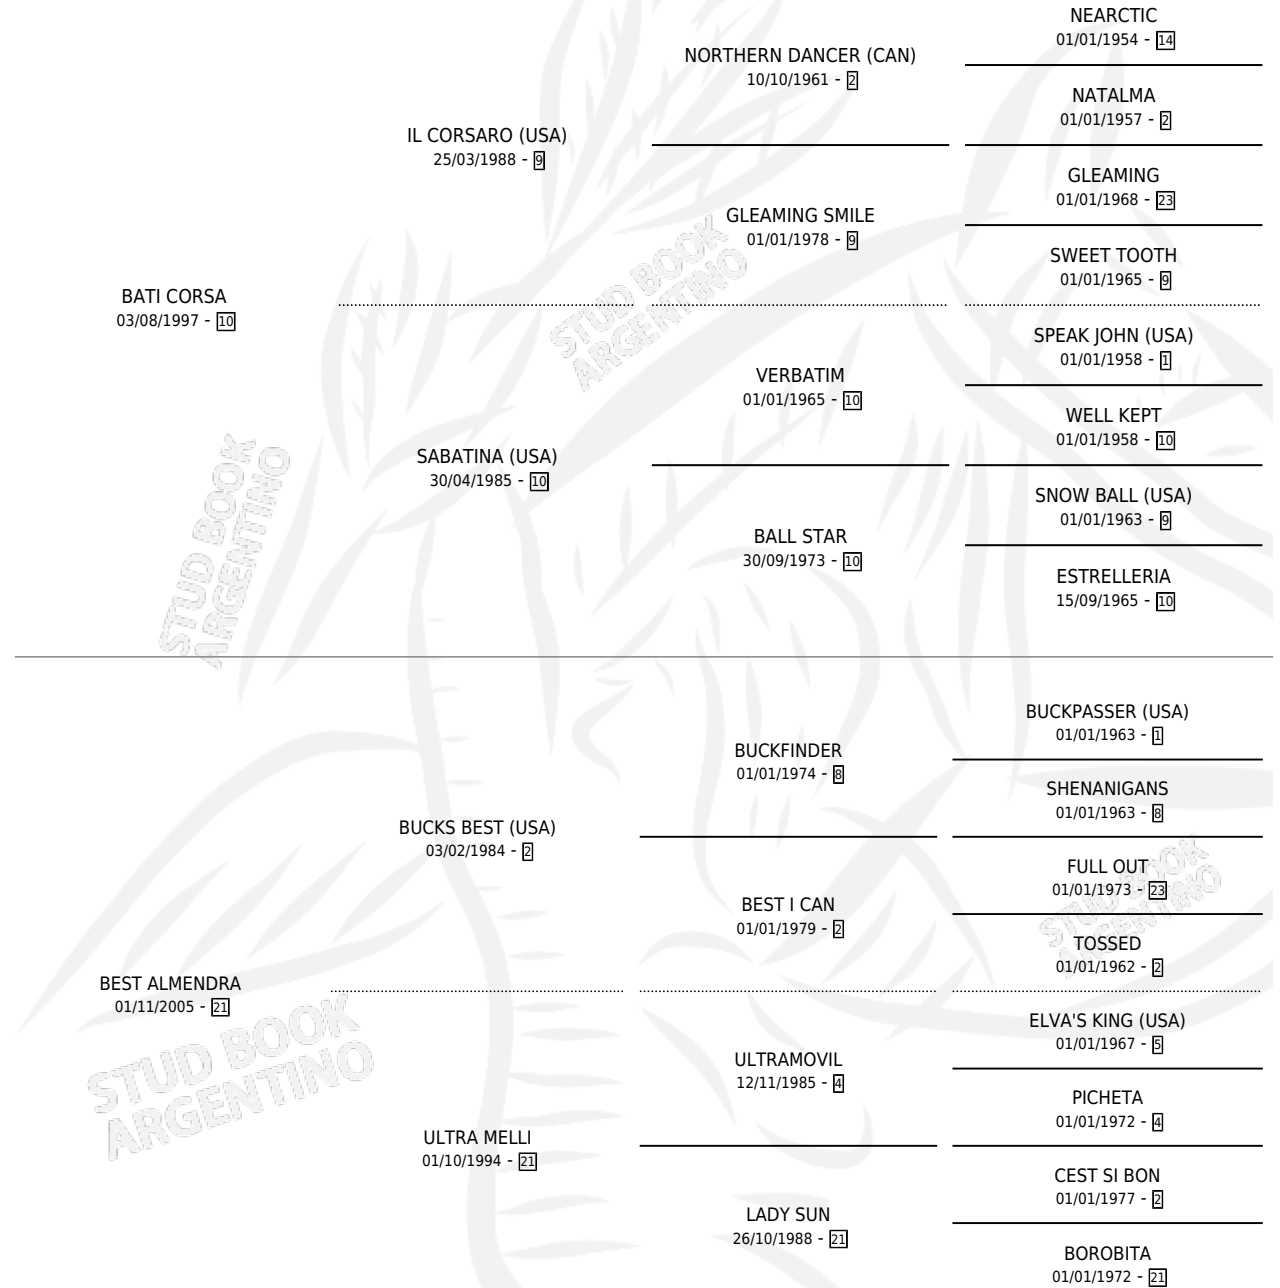 NEARCTIC
01/01/1954 - 14
NORTHERN DANCER (CAN)
10/10/1961 - 2
NATALMA
01/01/1957 - 2
IL CORSARO (USA)
25/03/1988 - 9
GLEAMING
01/01/1968 - 23
GLEAMING SMILE
01/01/1978 - 9
SWEET TOOTH
01/01/1965 - 9
BATI CORSA
03/08/1997 - 10
STUD BOOK
ARGENTINO
SPEAK JOHN (USA)
01/01/1958 - 1
VERBATIM
01/01/1965 - 10
WELL KEPT
01/01/1958 - 10
SABATINA (USA)
30/04/1985 - 10
SNOW BALL (USA)
01/01/1963 - 9
BALL STAR
30/09/1973 - 10
ESTRELLERIA
15/09/1965 - 10
STUD BOOK
ARGENTINO
BUCKPASSER (USA)
01/01/1963 - 1
BUCKFINDER
01/01/1974 - 8
SHENANIGANS
01/01/1963 - 8
BUCKS BEST (USA)
03/02/1984 - 2
FULL OUT
01/01/1973 - 23
BEST I CAN
01/01/1979 - 2
TOSSED
01/01/1962 - 2
STUD BOOK
ARGENTINO
BEST ALMENDRA
01/11/2005 - 21
ELVA'S KING (USA)
01/01/1967 - 5
ULTRAMOVIL
12/11/1985 - 4
PICHETA
01/01/1972 - 4
STUD BOOK
ARGENTINO
ULTRA MELLI
01/10/1994 - 21
CEST SI BON
01/01/1977 - 2
LADY SUN
26/10/1988 - 21
BOROBITA
01/01/1972 - 21